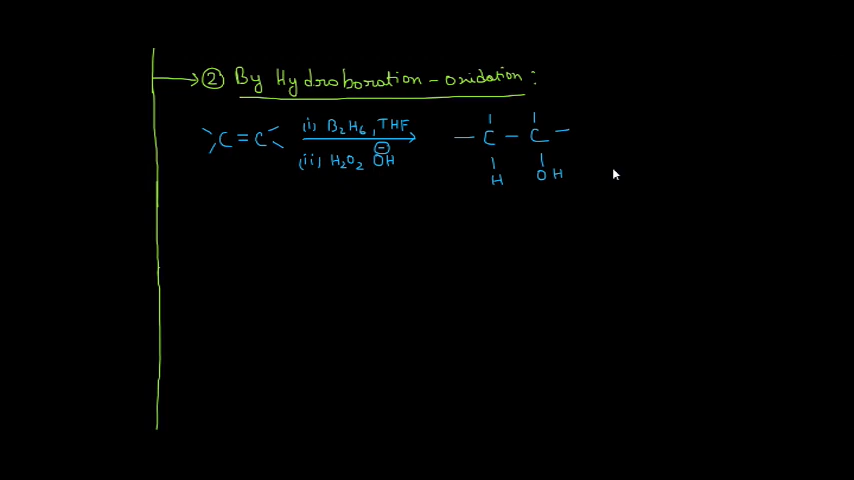 ② By Hydroboration-oxidation:
(i) B₂H₆, THF
C=C
— C — C —
(ii) H₂O₂ OH⊖
H OH